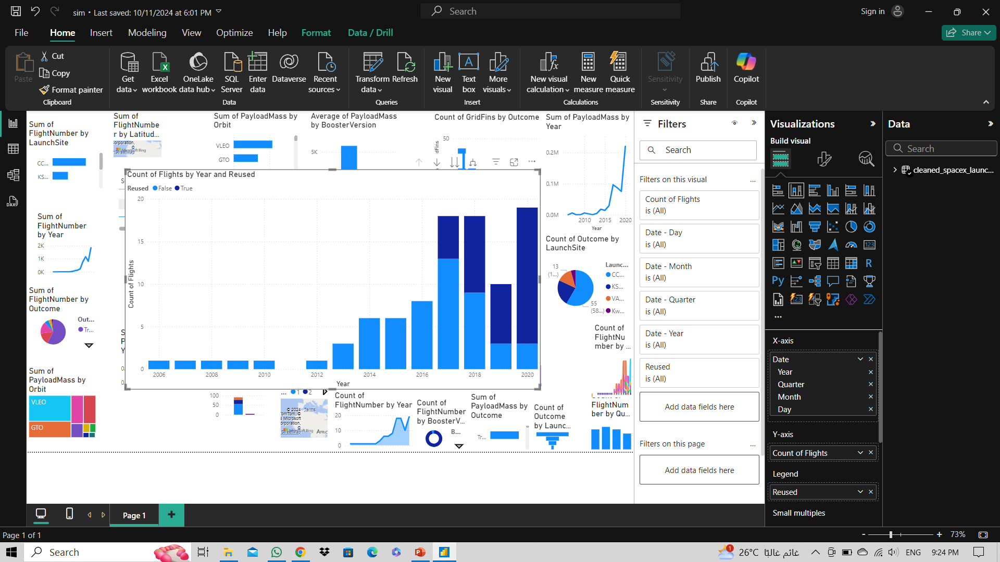 sim • Last saved: 10/11/2024 at 6:01 PM
Search
Sign in
File
Home
Insert
Modeling
View
Optimize
Help
Format
Data / Drill
Share
Paste
Cut
Copy
Format painter
Clipboard
Get
data
Excel
workbook
OneLake
data hub
SQL
Server
Enter
data
Dataverse
Recent
sources
Data
Transform
data
Refresh
Queries
New
visual
Text
box
More
visuals
Insert
New visual
calculation
New
measure
Quick
measure
Calculations
Sensitivity
Sensitivity
Publish
Share
Copilot
Copilot
Sum of
FlightNumber by
LaunchSite
CC...
KS...
Sum of
FlightNumbe
r by Latitud...
Sum of PayloadMass by
Orbit
VLEO
GTO
Average of PayloadMass
by BoosterVersion
5K
Count of GridFins by Outcome
50
Sum of PayloadMass by
Year
0.2M
0.1M
0.0M
2010
2015
2020
Year
Count of Flights by Year and Reused
Reused
False
True
Count of Flights
20
15
10
5
0
2006
2008
2010
2012
2014
2016
2018
2020
Year
Sum of
FlightNumber
by Year
2K
1K
0K
Sum of
FlightNumber by
Outcome
Out...
Tr...
Sum of
PayloadMass by
Orbit
VLEO
GTO
Count of Outcome by
LaunchSite
13
(1...)
55
(58...)
Launc...
CC...
KS...
VA...
Kw...
Count of
FlightNu
mber by ...
100
50
0
...
1
2
© 2024
Terms
Microsoft
Count of
FlightNumber by Year
20
10
0
Count of
FlightNumber
by BoosterV...
B...
Sum of
PayloadMass by
Outcome
Tr...
Count of
Outcome
by Launc...
FlightNum
ber by Qu...
Filters
Search
Filters on this visual
...
Count of Flights
is (All)
Date - Day
is (All)
Date - Month
is (All)
Date - Quarter
is (All)
Date - Year
is (All)
Reused
is (All)
Add data fields here
Filters on this page
...
Add data fields here
Visualizations
Build visual
123
R
Py
...
X-axis
Date
Year
Quarter
Month
Day
Y-axis
Count of Flights
Legend
Reused
Small multiples
Data
Search
cleaned_spacex_launc...
DAX
Page 1
+
Page 1 of 1
- + 73%
Search
1
26°C غائم غالبًا
ENG
9:24 PM